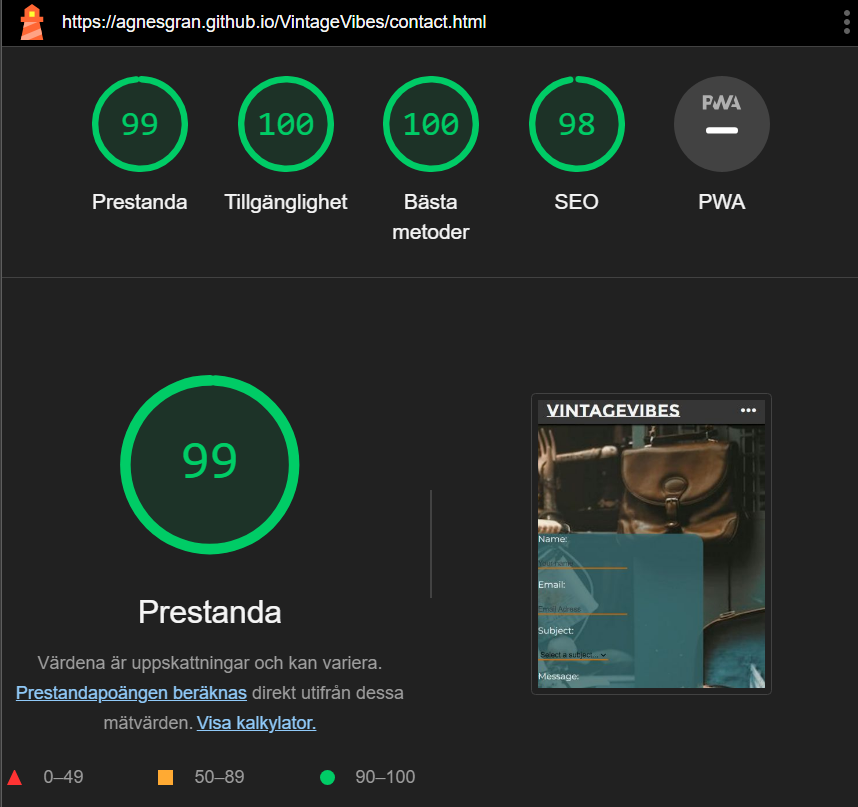 https://agnesgran.github.io/VintageVibes/contact.html
99
100
100
98
PWA
Prestanda
Tillgänglighet
Bästa
metoder
SEO
PWA
99
Prestanda
Värdena är uppskattningar och kan variera.
Prestandapoängen beräknas direkt utifrån dessa
mätvärden. Visa kalkylator.
0–49
50–89
90–100
VINTAGEVIBES
Name:
Your name
Email:
Email Adress
Subject:
Select a subject...
Message: